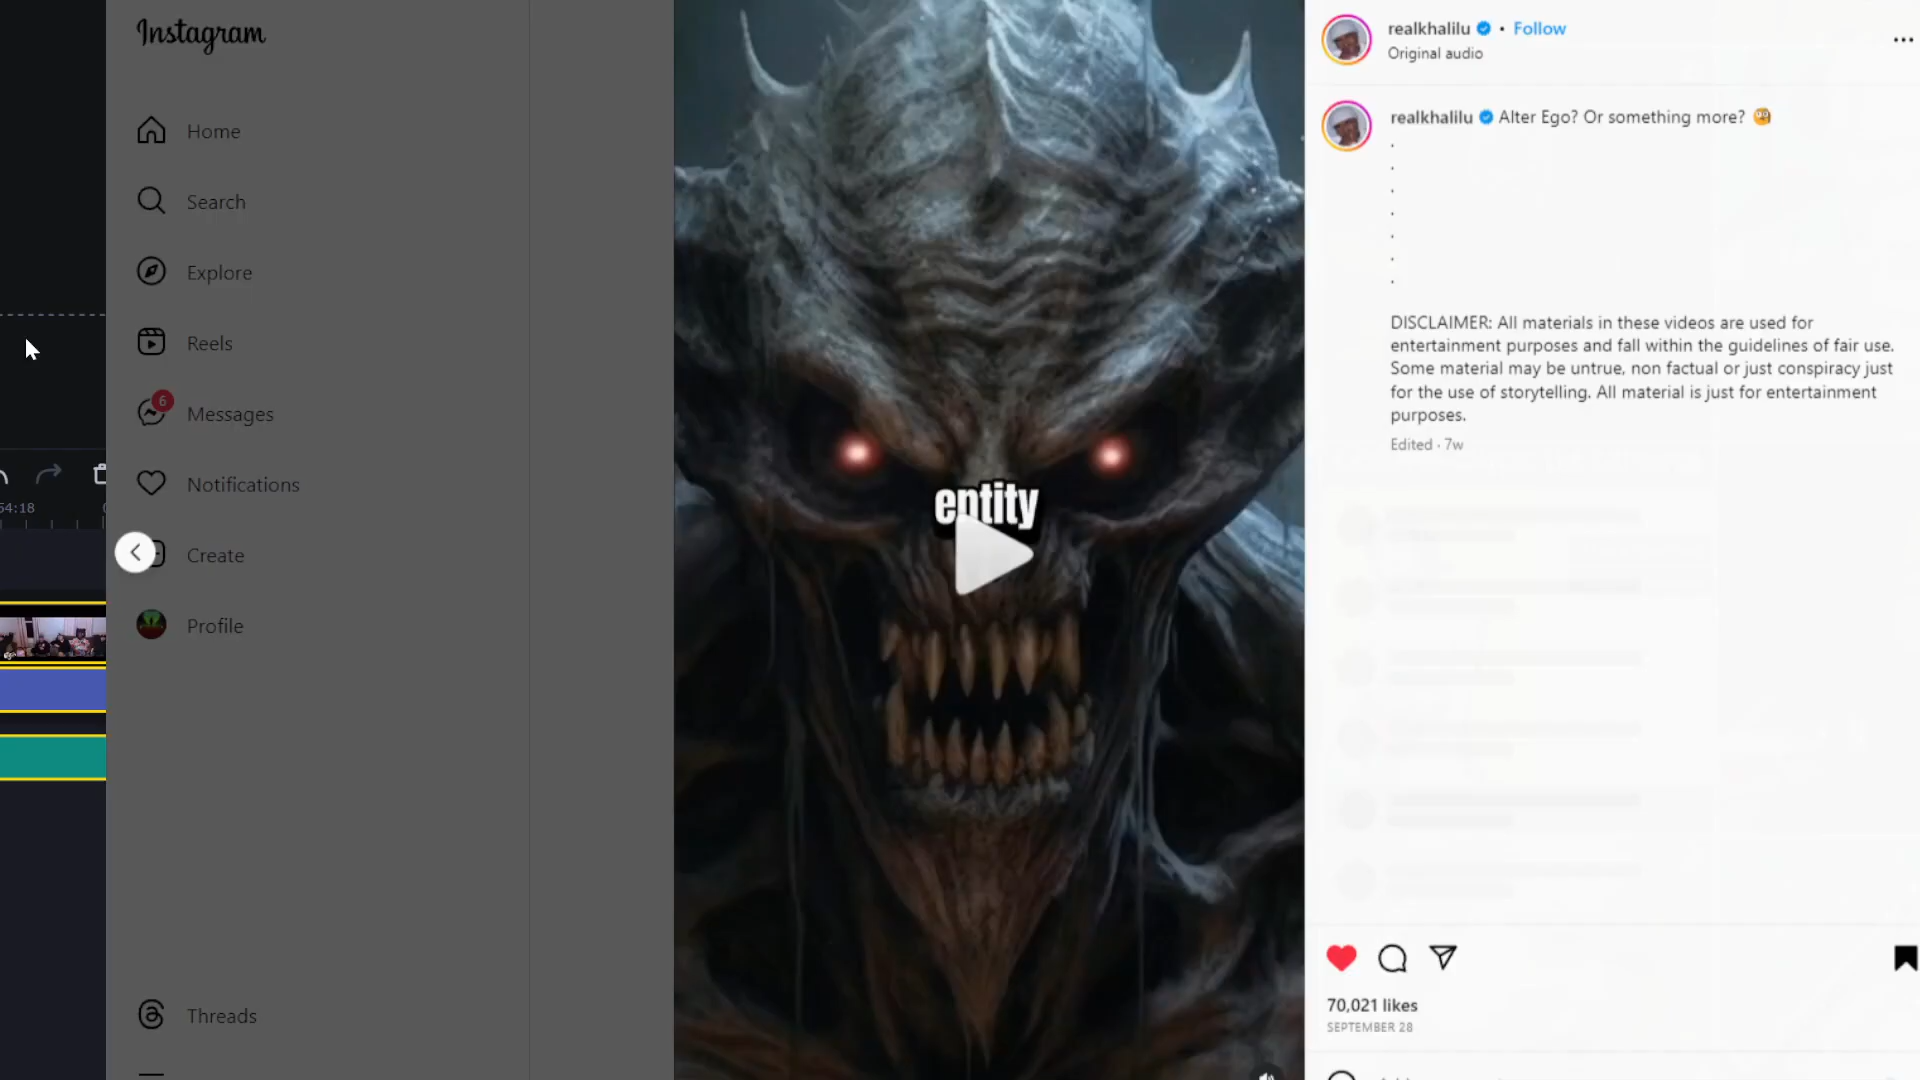 Instagram
Home
Search
Explore
Reels
6
Messages
Notifications
Create
Profile
Threads
54:18
entity
realkhalilu • Follow
Original audio
realkhalilu Alter Ego? Or something more? 🧐
.
.
.
.
.
.
.
DISCLAIMER: All materials in these videos are used for
entertainment purposes and fall within the guidelines of fair use.
Some material may be untrue, non factual or just conspiracy just
for the use of storytelling. All material is just for entertainment
purposes.
Edited · 7w
70,021 likes
SEPTEMBER 28